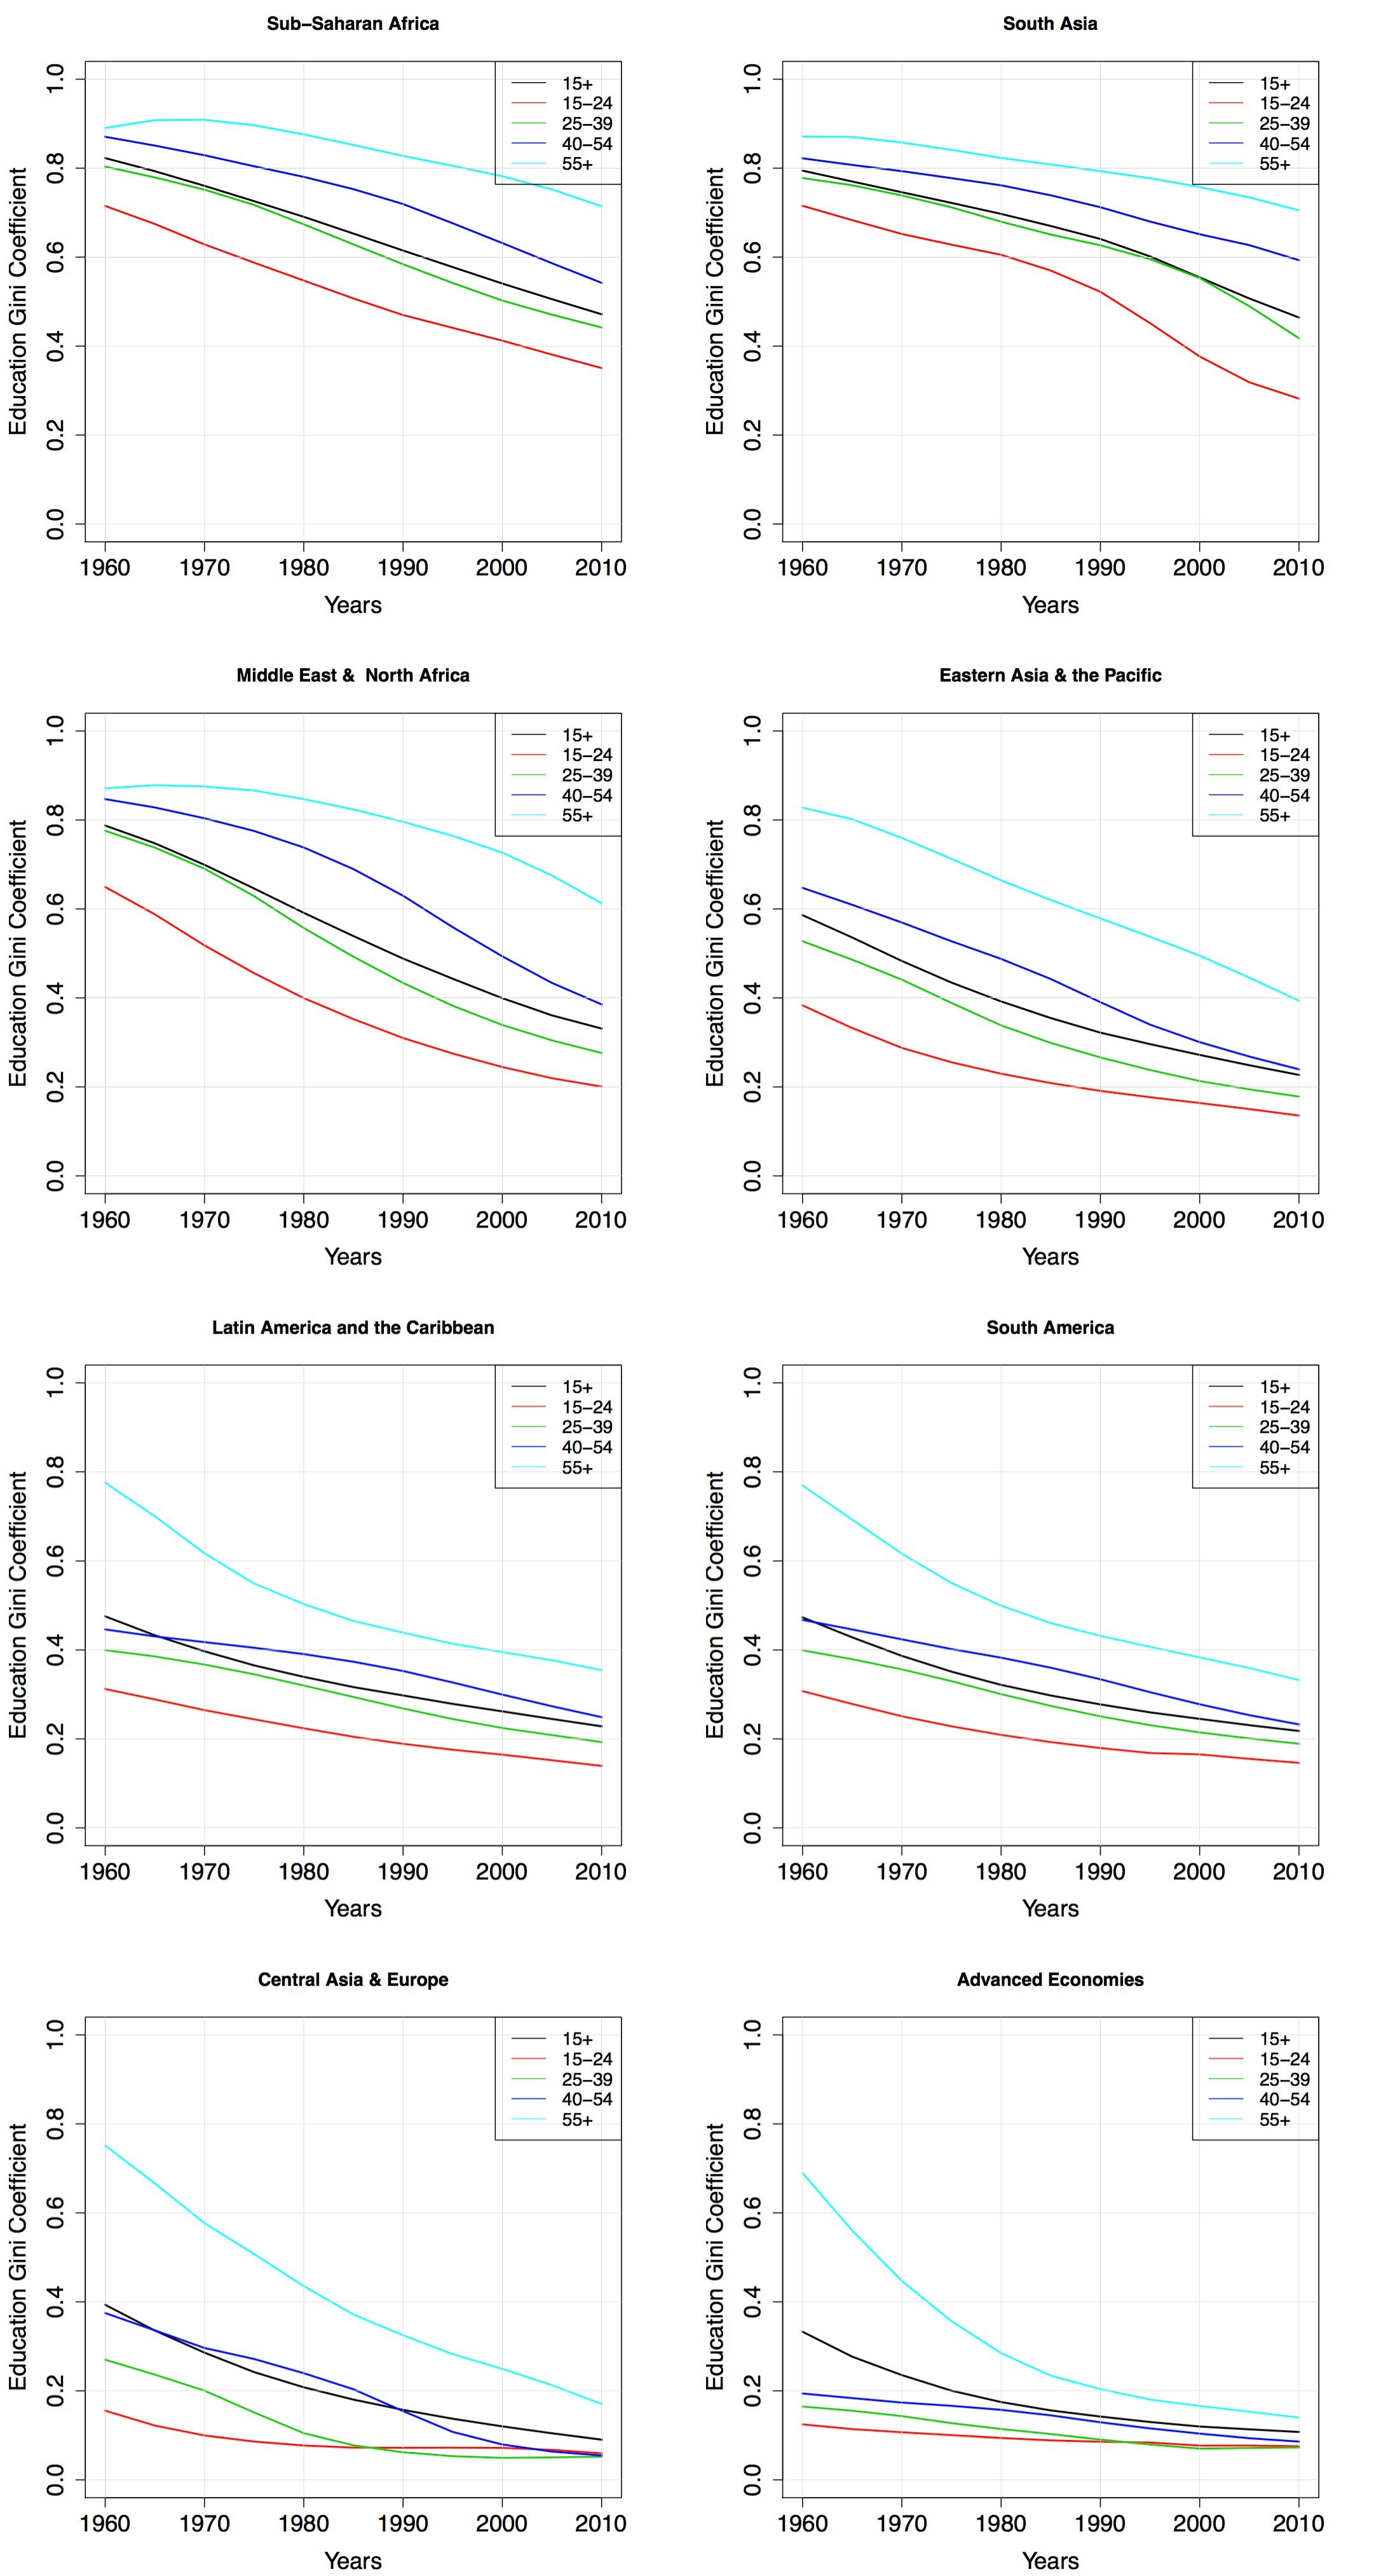 Sub−Saharan Africa
Education Gini Coefficient
1.0
0.8
0.6
0.4
0.2
0.0
15+
15−24
25−39
40−54
55+
1960 1970 1980 1990 2000 2010
Years
South Asia
Education Gini Coefficient
1.0
0.8
0.6
0.4
0.2
0.0
15+
15−24
25−39
40−54
55+
1960 1970 1980 1990 2000 2010
Years
Middle East & North Africa
Education Gini Coefficient
1.0
0.8
0.6
0.4
0.2
0.0
15+
15−24
25−39
40−54
55+
1960 1970 1980 1990 2000 2010
Years
Eastern Asia & the Pacific
Education Gini Coefficient
1.0
0.8
0.6
0.4
0.2
0.0
15+
15−24
25−39
40−54
55+
1960 1970 1980 1990 2000 2010
Years
Latin America and the Caribbean
Education Gini Coefficient
1.0
0.8
0.6
0.4
0.2
0.0
15+
15−24
25−39
40−54
55+
1960 1970 1980 1990 2000 2010
Years
South America
Education Gini Coefficient
1.0
0.8
0.6
0.4
0.2
0.0
15+
15−24
25−39
40−54
55+
1960 1970 1980 1990 2000 2010
Years
Central Asia & Europe
Education Gini Coefficient
1.0
0.8
0.6
0.4
0.2
0.0
15+
15−24
25−39
40−54
55+
1960 1970 1980 1990 2000 2010
Years
Advanced Economies
Education Gini Coefficient
1.0
0.8
0.6
0.4
0.2
0.0
15+
15−24
25−39
40−54
55+
1960 1970 1980 1990 2000 2010
Years